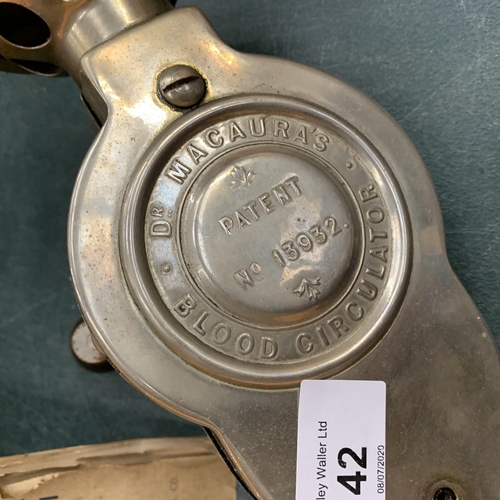 DR MACAURA'S
BLOOD CIRCULATOR
PATENT
No 13932.
ley Waller Ltd
42
08/07/2020